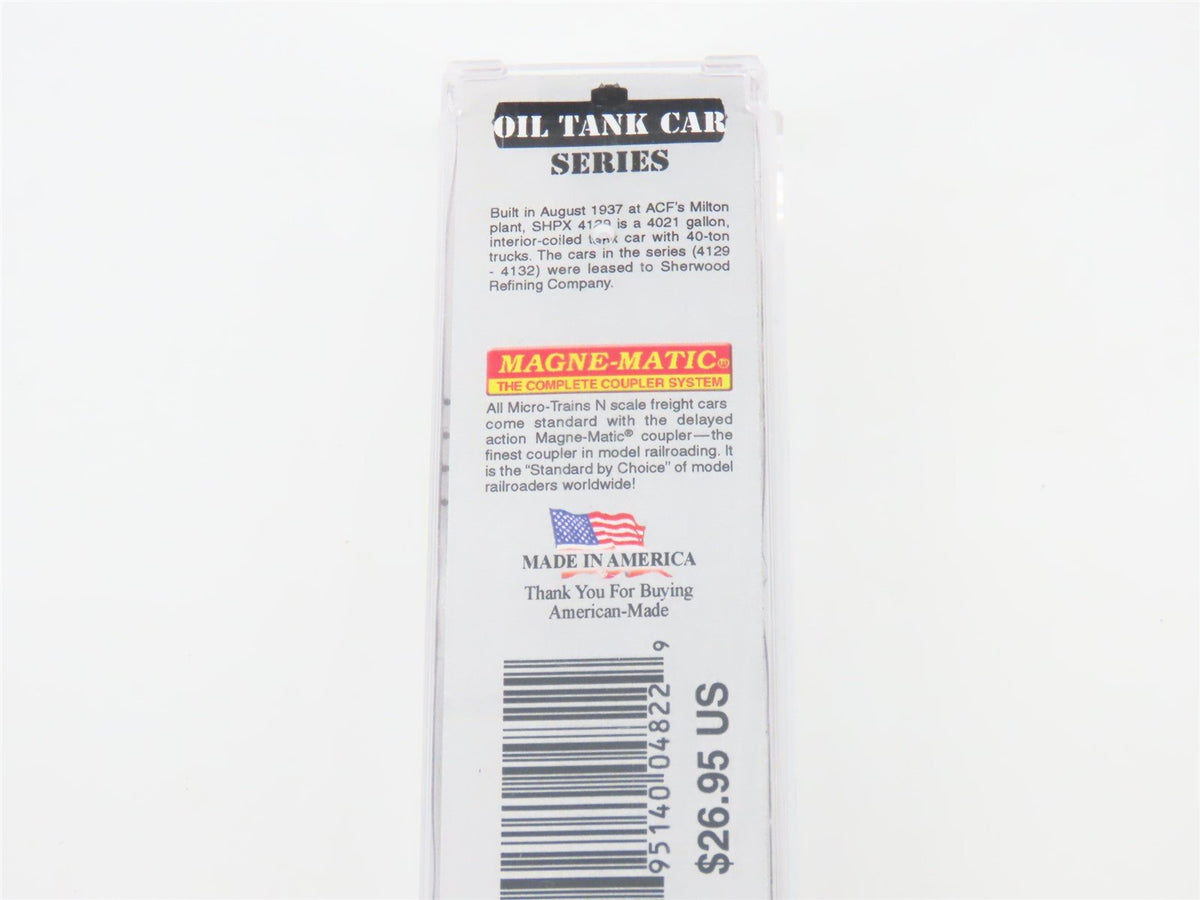 OIL TANK CAR
SERIES
Built in August 1937 at ACF's Milton
plant, SHPX is a 4021 gallon,
interior-coiled tank car with 40-ton
trucks. The cars in the series (4129
- 4132) were leased to Sherwood
Refining Company.
MAGNE-MATIC®
THE COMPLETE COUPLER SYSTEM
All Micro-Trains N scale freight cars
come standard with the delayed
action Magne-Matic® coupler—the
finest coupler in model railroading. It
is the “Standard by Choice” of model
railroaders worldwide!
MADE IN AMERICA
Thank You For Buying
American-Made
95140 04822 9
$26.95 US